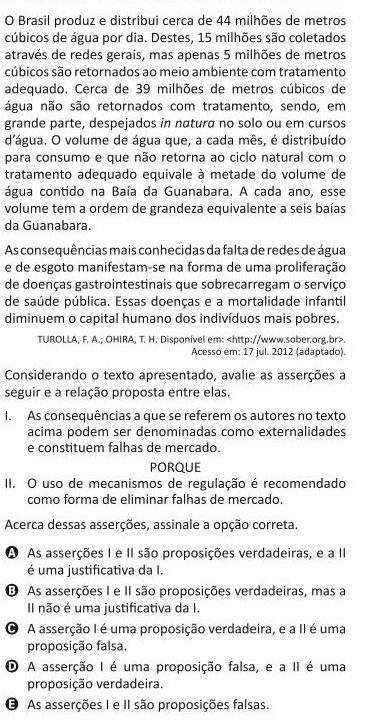 O Brasil produz e distribui cerca de 44 milhões de metros
cúbicos de água por dia. Destes, 15 milhões são coletados
através de redes gerais, mas apenas 5 milhões de metros
cúbicos são retornados ao meio ambiente com tratamento
adequado. Cerca de 39 milhões de metros cúbicos de
água não são retornados com tratamento, sendo, em
grande parte, despejados in natura no solo ou em cursos
d'água. O volume de água que, a cada mês, é distribuído
para consumo e que não retorna ao ciclo natural com o
tratamento adequado equivale à metade do volume de
água contido na Baía da Guanabara. A cada ano, esse
volume tem a ordem de grandeza equivalente a seis baías
da Guanabara.
As consequências mais conhecidas da falta de redes de água
e de esgoto manifestam-se na forma de uma proliferação
de doenças gastrointestinais que sobrecarregam o serviço
de saúde pública. Essas doenças e a mortalidade infantil
diminuem o capital humano dos indivíduos mais pobres.
TUROLLA, F. A.; OHIRA, T. H. Disponível em: <http://www.sober.org.br>.
Acesso em: 17 jul. 2012 (adaptado).
Considerando o texto apresentado, avalie as asserções a
seguir e a relação proposta entre elas.
I. As consequências a que se referem os autores no texto
acima podem ser denominadas como externalidades
e constituem falhas de mercado.
PORQUE
II. O uso de mecanismos de regulação é recomendado
como forma de eliminar falhas de mercado.
Acerca dessas asserções, assinale a opção correta.
A As asserções I e II são proposições verdadeiras, e a II
é uma justificativa da I.
B As asserções I e II são proposições verdadeiras, mas a
II não é uma justificativa da I.
C A asserção I é uma proposição verdadeira, e a II é uma
proposição falsa.
D A asserção I é uma proposição falsa, e a II é uma
proposição verdadeira.
E As asserções I e II são proposições falsas.